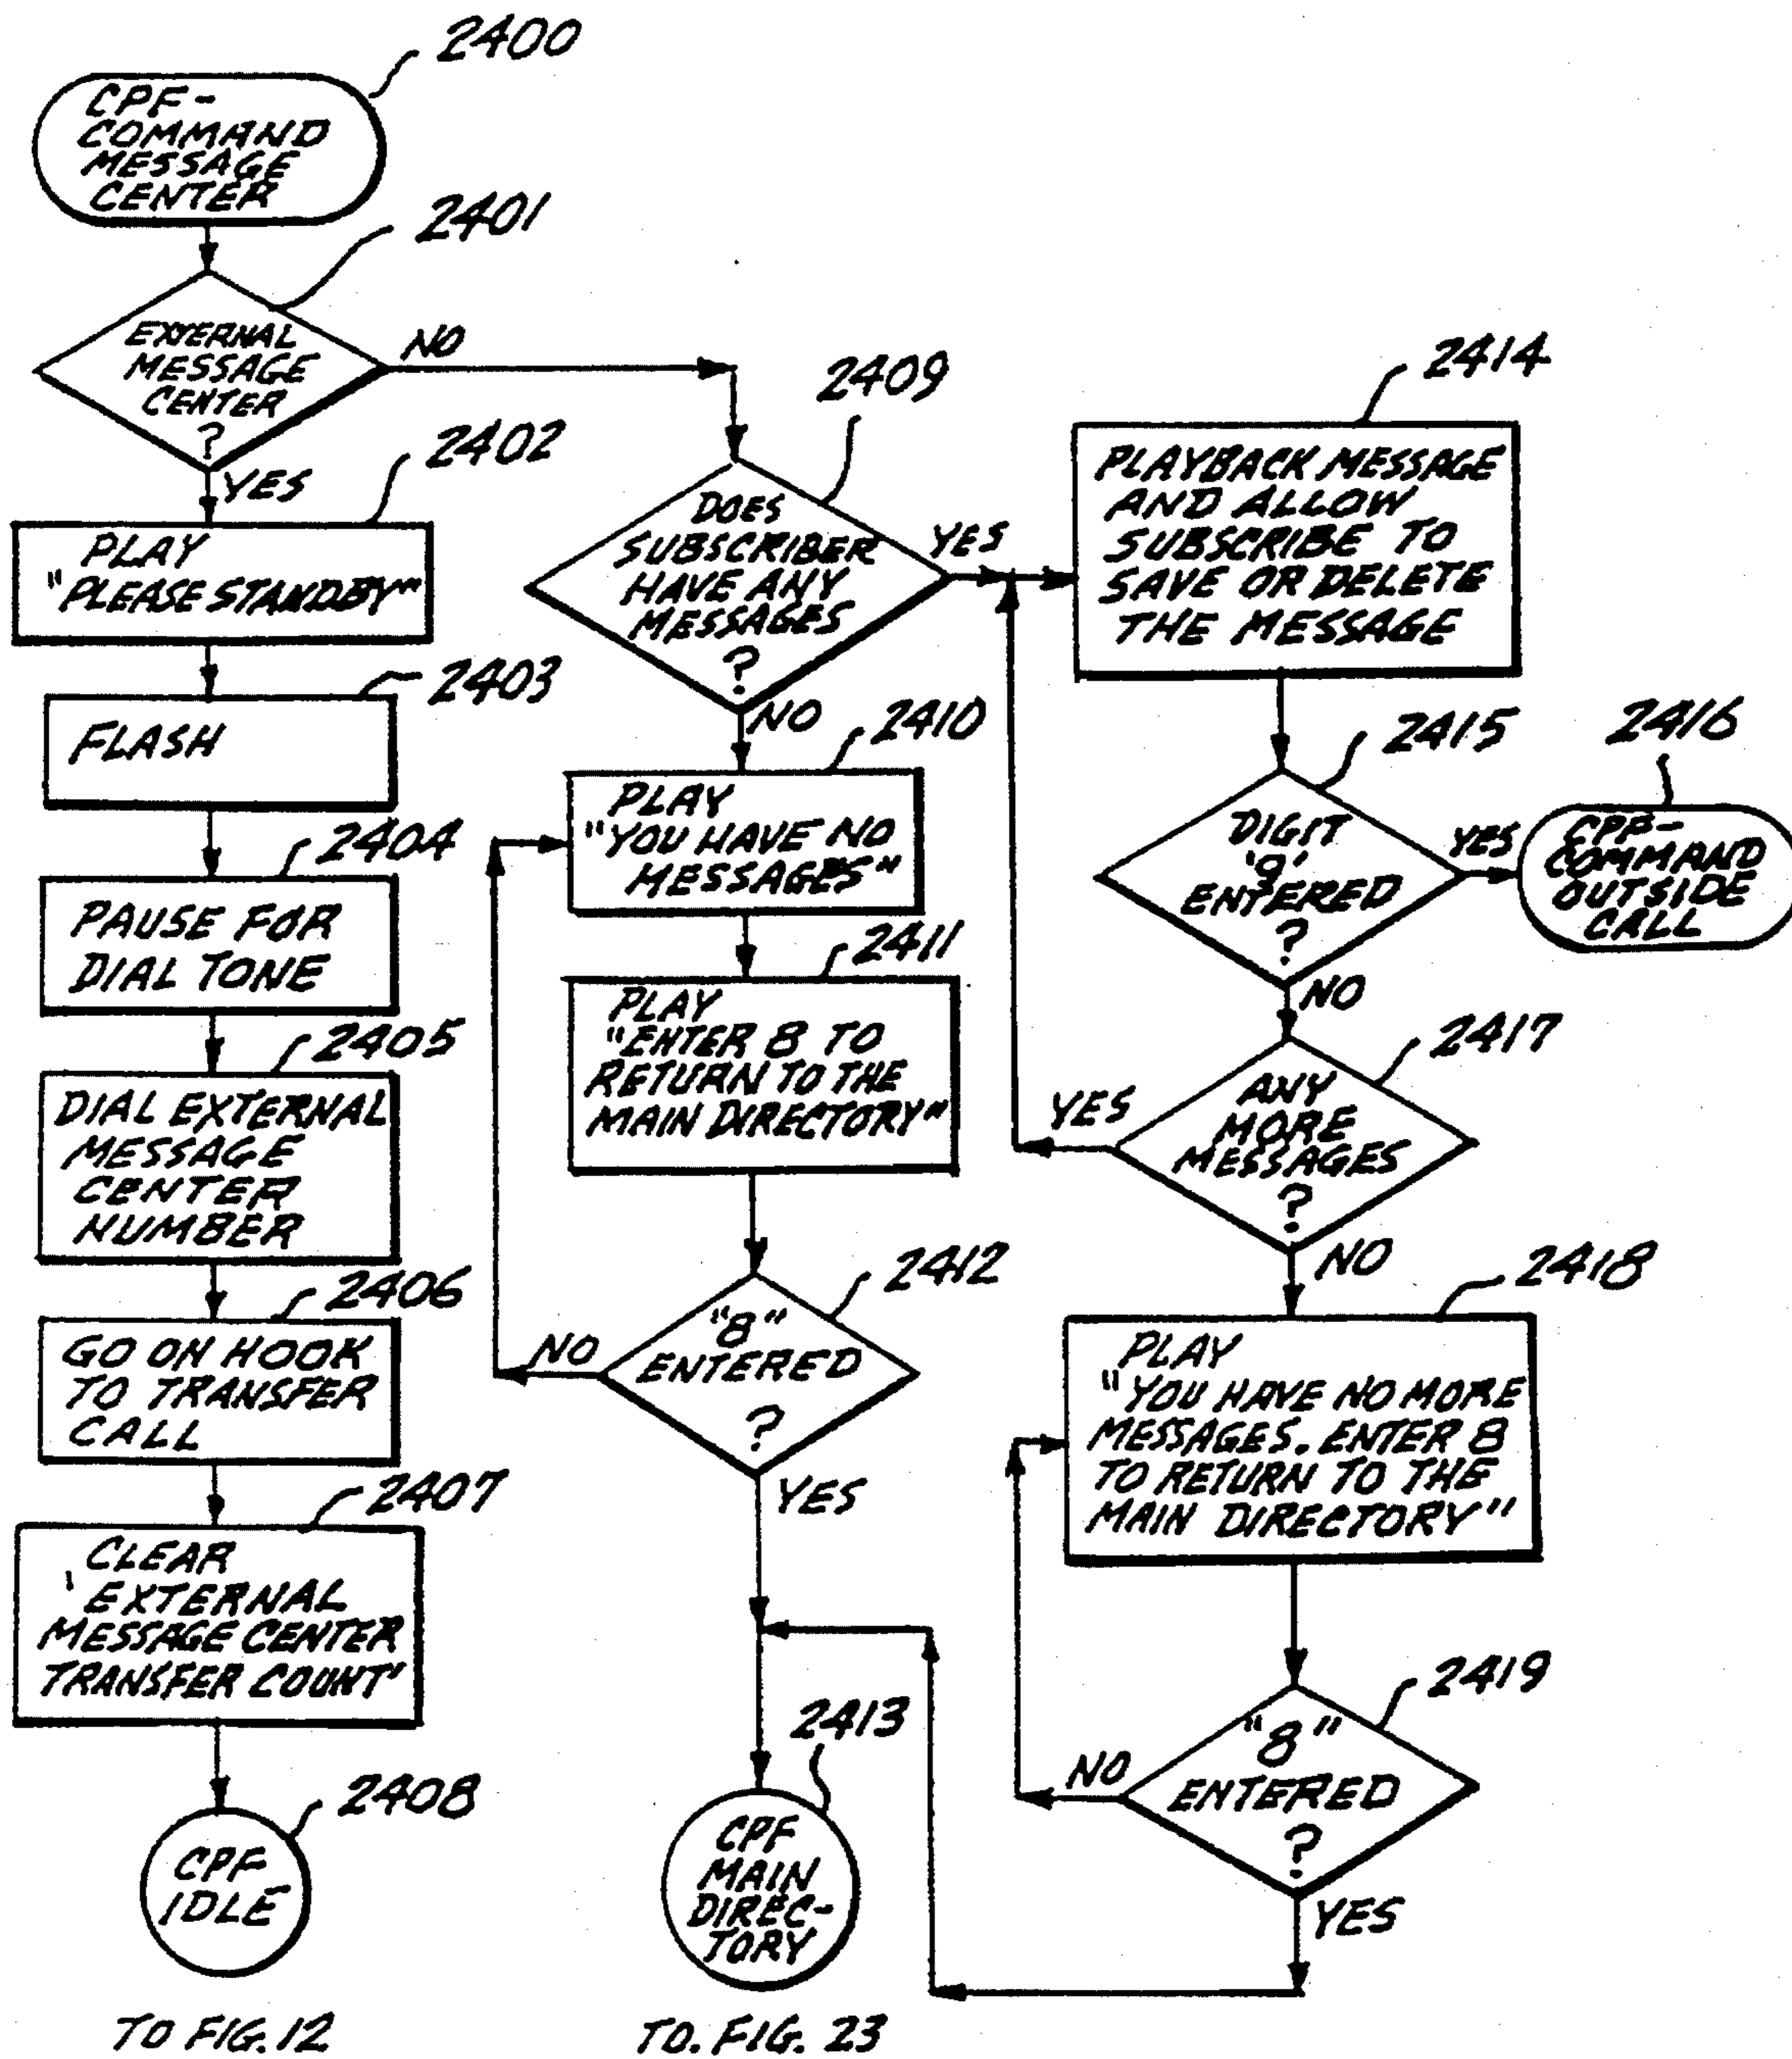 2400
CPF-
COMMAND
MESSAGE
CENTER
2401
EXTERNAL
MESSAGE
CENTER
?
NO
YES
2402
PLAY
"PLEASE STANDBY"
2403
FLASH
2404
PAUSE FOR
DIAL TONE
2405
DIAL EXTERNAL
MESSAGE
CENTER
NUMBER
2406
GO ON HOOK
TO TRANSFER
CALL
2407
CLEAR
'EXTERNAL
MESSAGE CENTER
TRANSFER COUNT'
2408
CPF
IDLE
TO FIG. 12
2409
DOES
SUBSCRIBER
HAVE ANY
MESSAGES
?
YES
NO
2410
PLAY
"YOU HAVE NO
MESSAGES"
2411
PLAY
"ENTER 8 TO
RETURN TO THE
MAIN DIRECTORY"
2412
"8"
ENTERED
?
NO
YES
2413
CPF
MAIN
DIREC-
TORY
TO. FIG. 23
2414
PLAYBACK MESSAGE
AND ALLOW
SUBSCRIBE TO
SAVE OR DELETE
THE MESSAGE
2415
DIGIT
'9'
ENTERED
?
YES
NO
2416
CPF-
COMMAND
OUTSIDE
CALL
2417
ANY
MORE
MESSAGES
?
YES
NO
2418
PLAY
"YOU HAVE NO MORE
MESSAGES. ENTER 8
TO RETURN TO THE
MAIN DIRECTORY"
2419
"8"
ENTERED
?
NO
YES